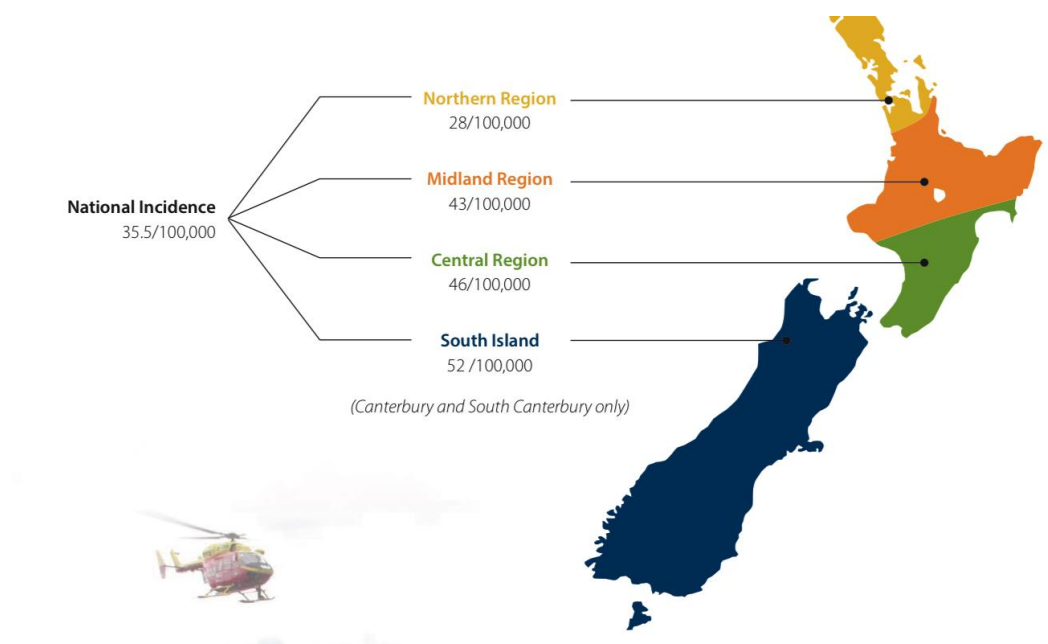 Northern Region
28/100,000
Midland Region
43/100,000
National Incidence
35.5/100,000
Central Region
46/100,000
South Island
52 /100,000
(Canterbury and South Canterbury only)